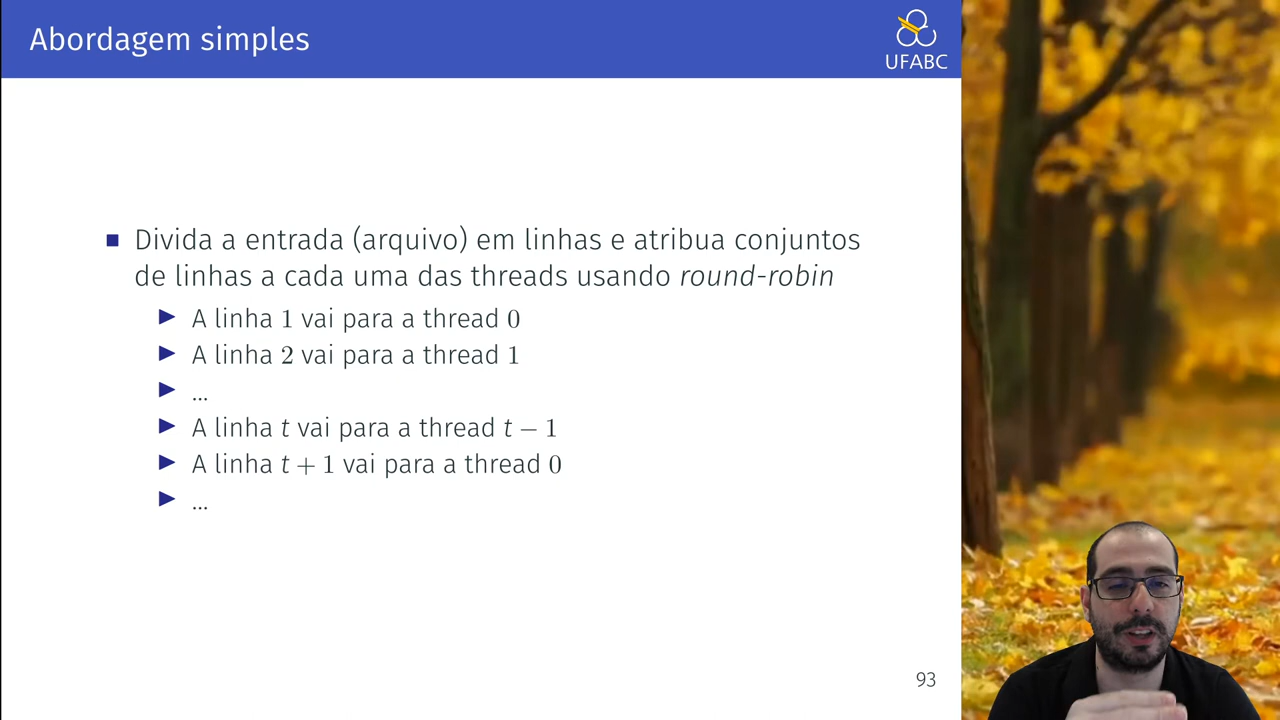 Abordagem simples
UFABC
■ Divida a entrada (arquivo) em linhas e atribua conjuntos
de linhas a cada uma das threads usando round-robin
▶ A linha 1 vai para a thread 0
▶ A linha 2 vai para a thread 1
▶ ...
▶ A linha t vai para a thread t − 1
▶ A linha t + 1 vai para a thread 0
▶ ...
93